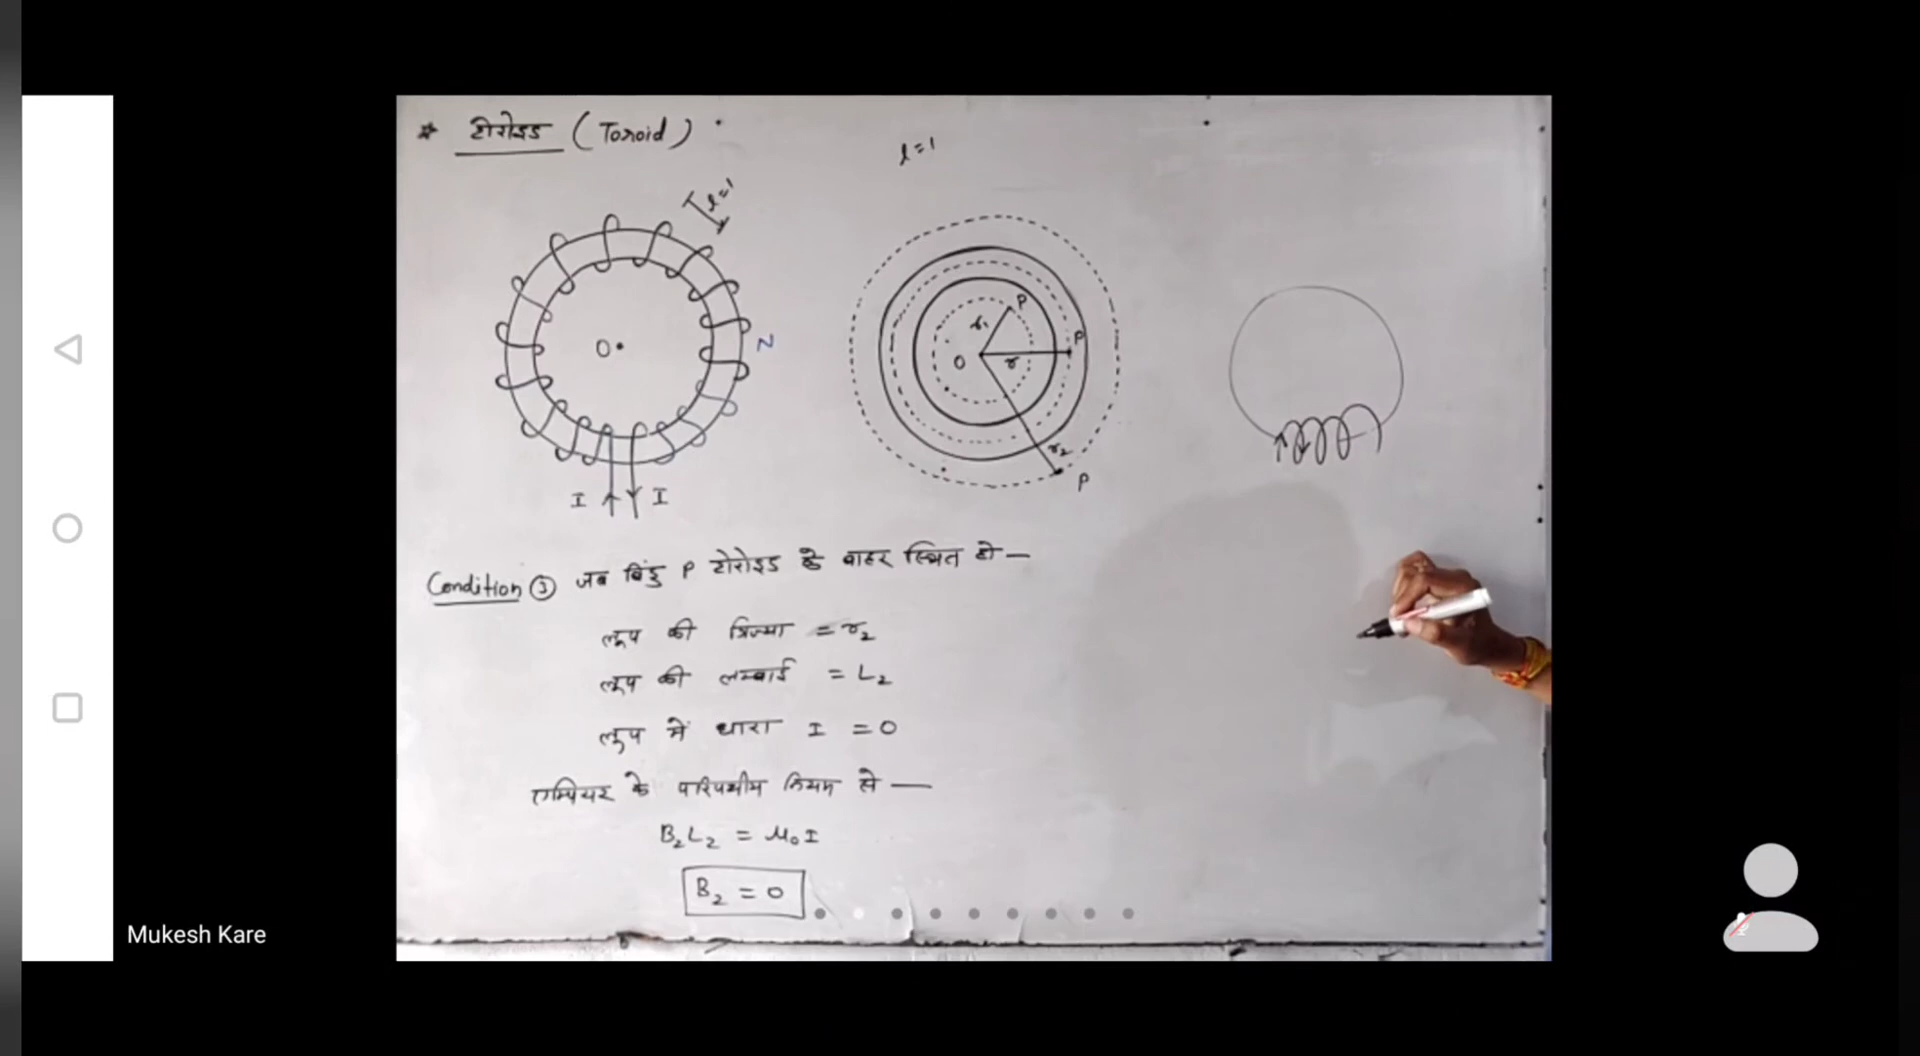 * टोरोइड (Toroid)
l=1
l=1
O
N
I I
P
r₁
P
O
r
r₂
P
Condition ③ जब बिंदु P टोरोइड के बाहर स्थित हो —
लूप की त्रिज्या = r₂
लूप की लम्बाई = L₂
लूप में धारा I = 0
एम्पियर के परिपथीय नियम से —
B₂L₂ = μ₀I
B₂ = 0
Mukesh Kare